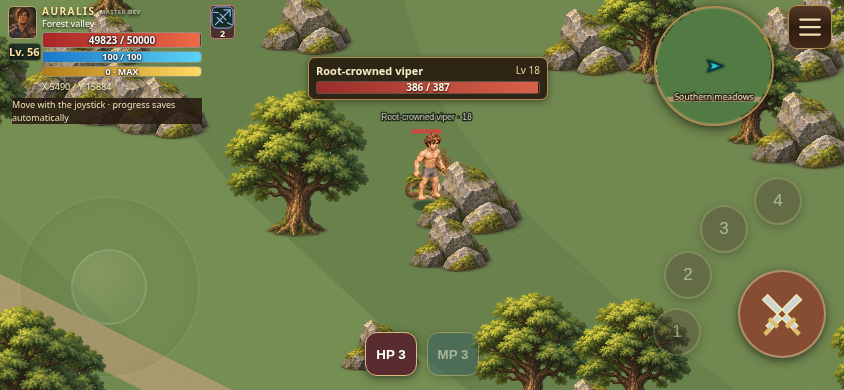 AURALIS MASTER DEV
Forest valley
49823 / 50000
Lv. 56
100 / 100
0 · MAX
X 5490 / Y 15884
Move with the joystick · progress saves
automatically
2
Root-crowned viper Lv 18
386 / 387
Root-crowned viper · 18
Southern meadows
4
3
2
1
HP 3
MP 3